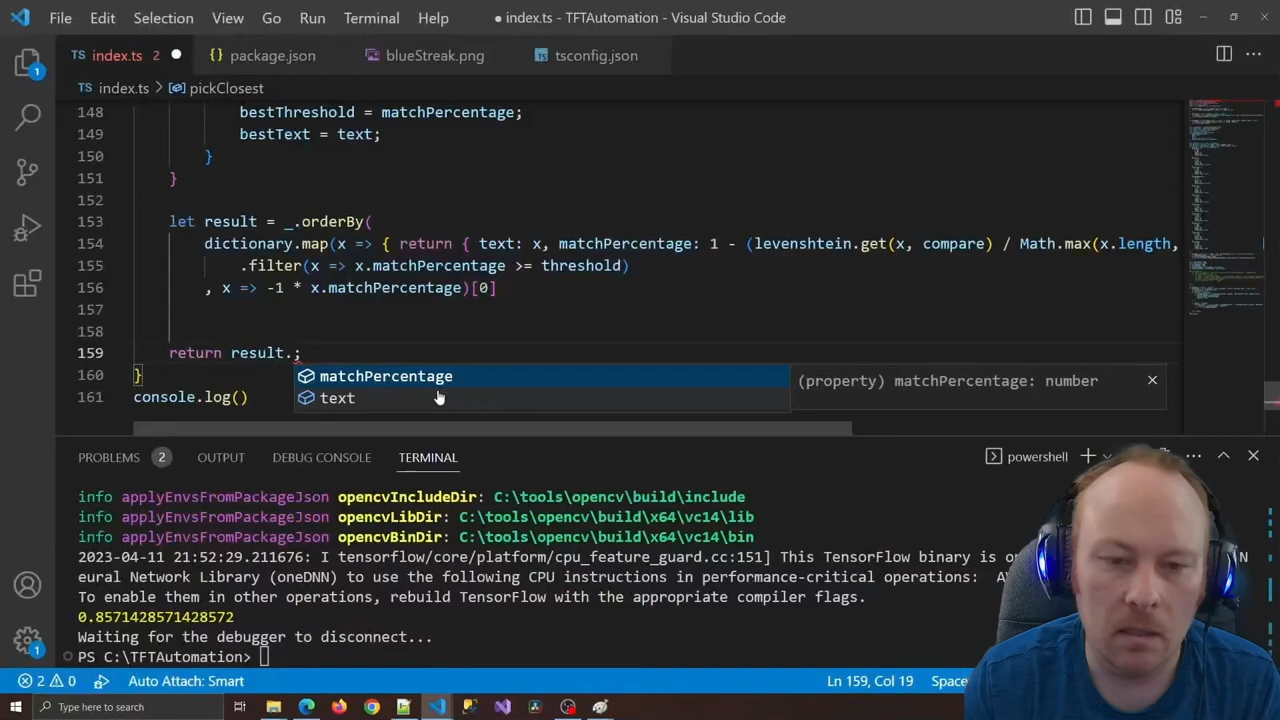 File Edit Selection View Go Run Terminal Help ● index.ts - TFTAutomation - Visual Studio Code
TS index.ts 2 ● {} package.json blueStreak.png TS tsconfig.json
TS index.ts > pickClosest
148 bestThreshold = matchPercentage;
149 bestText = text;
150 }
151 }
152
153 let result = _.orderBy(
154 dictionary.map(x => { return { text: x, matchPercentage: 1 - (levenshtein.get(x, compare) / Math.max(x.length,
155 .filter(x => x.matchPercentage >= threshold)
156 , x => -1 * x.matchPercentage)[0]
157
158
159 return result.;
matchPercentage
(property) matchPercentage: number
text
160 }
161 console.log()
PROBLEMS 2 OUTPUT DEBUG CONSOLE TERMINAL powershell
info applyEnvsFromPackageJson opencvIncludeDir: C:\tools\opencv\build\include
info applyEnvsFromPackageJson opencvLibDir: C:\tools\opencv\build\x64\vc14\lib
info applyEnvsFromPackageJson opencvBinDir: C:\tools\opencv\build\x64\vc14\bin
2023-04-11 21:52:29.211676: I tensorflow/core/platform/cpu_feature_guard.cc:151] This TensorFlow binary is N
eural Network Library (oneDNN) to use the following CPU instructions in performance-critical operations:
To enable them in other operations, rebuild TensorFlow with the appropriate compiler flags.
0.8571428571428572
Waiting for the debugger to disconnect...
PS C:\TFTAutomation>
2 0 Auto Attach: Smart Ln 159, Col 19
Type here to search
1
1